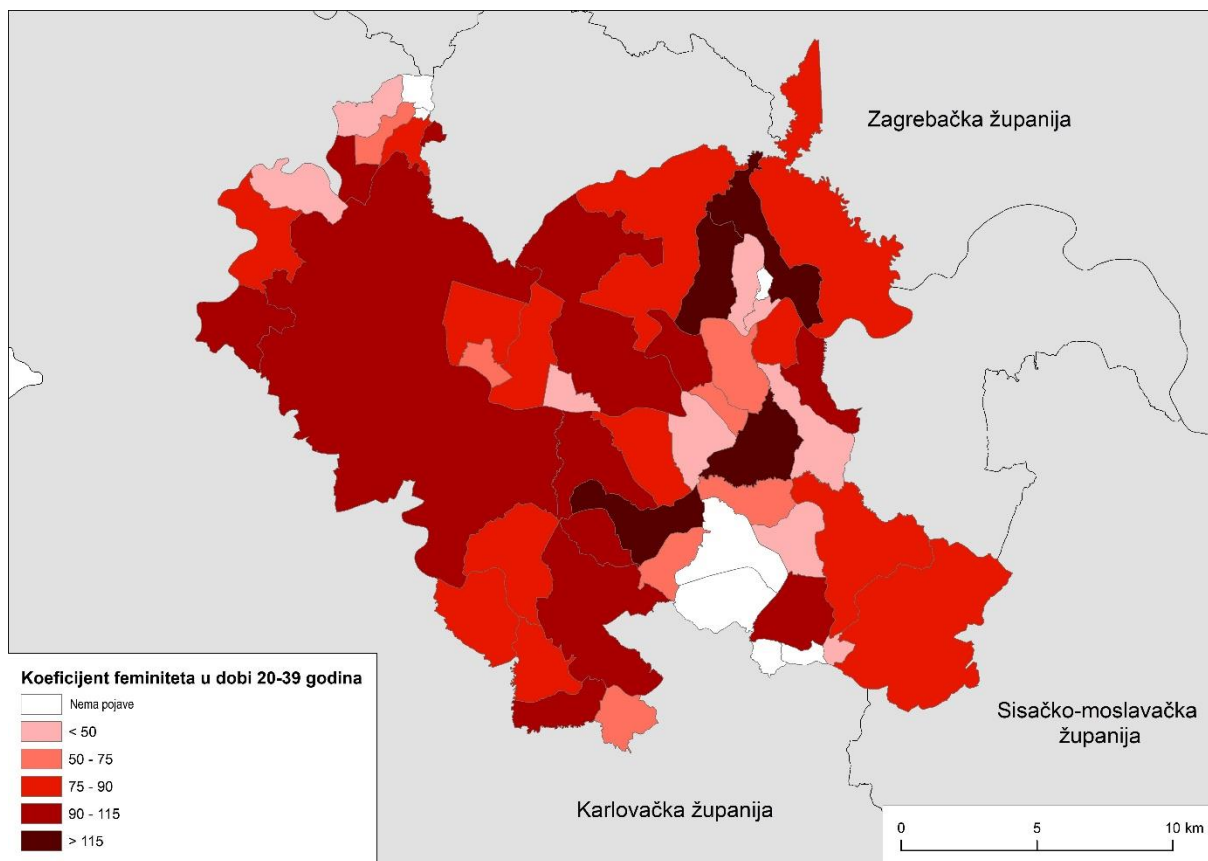 Zagrebačka županija
Koeficijent feminiteta u dobi 20-39 godina
Nema pojave
< 50
50 - 75
75 - 90
90 - 115
> 115
Sisačko-moslavačka
županija
Karlovačka županija
0 5 10 km